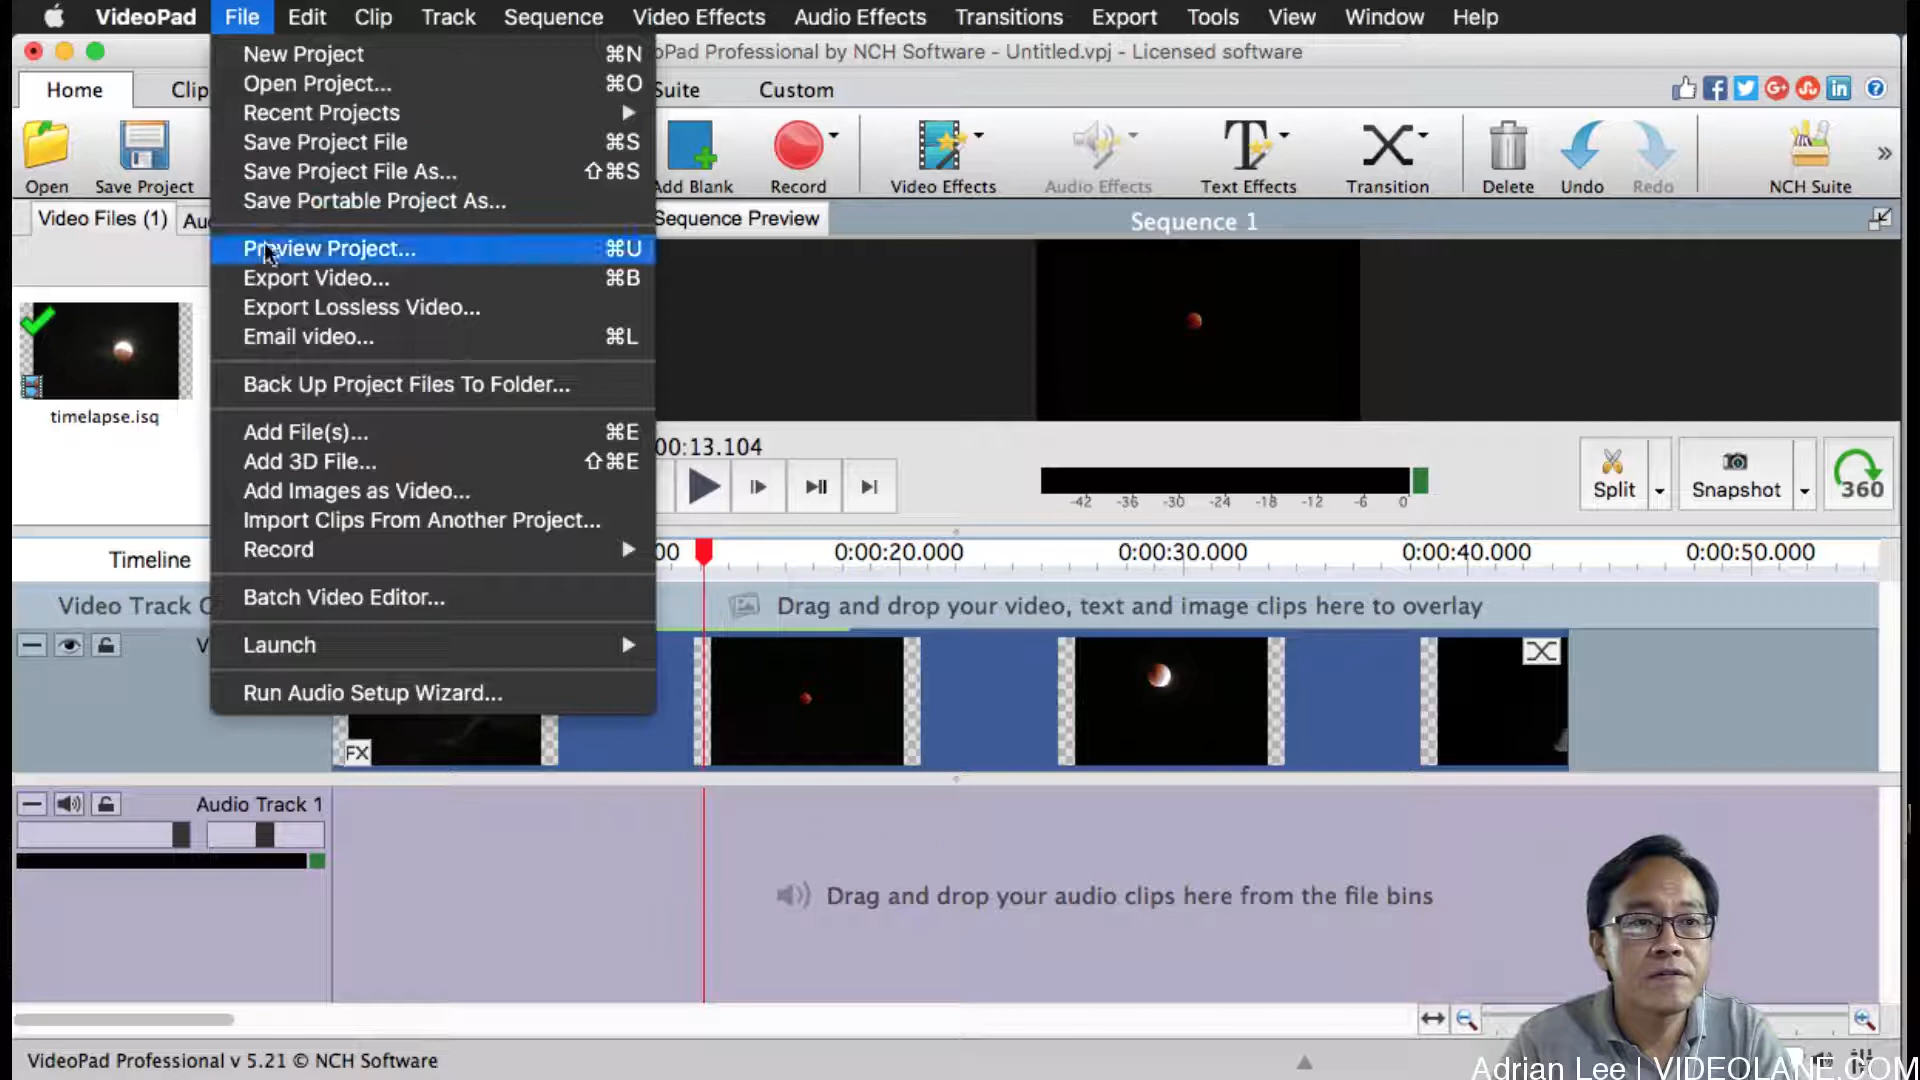 VideoPad File Edit Clip Track Sequence Video Effects Audio Effects Transitions Export Tools View Window Help
oPad Professional by NCH Software - Untitled.vpj - Licensed software
Home Clip Suite Custom
Open Save Project Add Blank Record Video Effects Audio Effects Text Effects Transition Delete Undo Redo NCH Suite
New Project ⌘N
Open Project... ⌘O
Recent Projects
Save Project File ⌘S
Save Project File As... ⇧⌘S
Save Portable Project As...
Preview Project... ⌘U
Export Video... ⌘B
Export Lossless Video...
Email video... ⌘L
Back Up Project Files To Folder...
Add File(s)... ⌘E
Add 3D File... ⇧⌘E
Add Images as Video...
Import Clips From Another Project...
Record
Batch Video Editor...
Launch
Run Audio Setup Wizard...
Video Files (1) Au
Sequence Preview
Sequence 1
timelapse.isq
00:13.104
-42 -36 -30 -24 -18 -12 -6 0
Split Snapshot 360
Timeline
00 0:00:20.000 0:00:30.000 0:00:40.000 0:00:50.000
Video Track
Drag and drop your video, text and image clips here to overlay
V
FX
Audio Track 1
Drag and drop your audio clips here from the file bins
VideoPad Professional v 5.21 © NCH Software
Adrian Lee | VIDEOLANE.COM